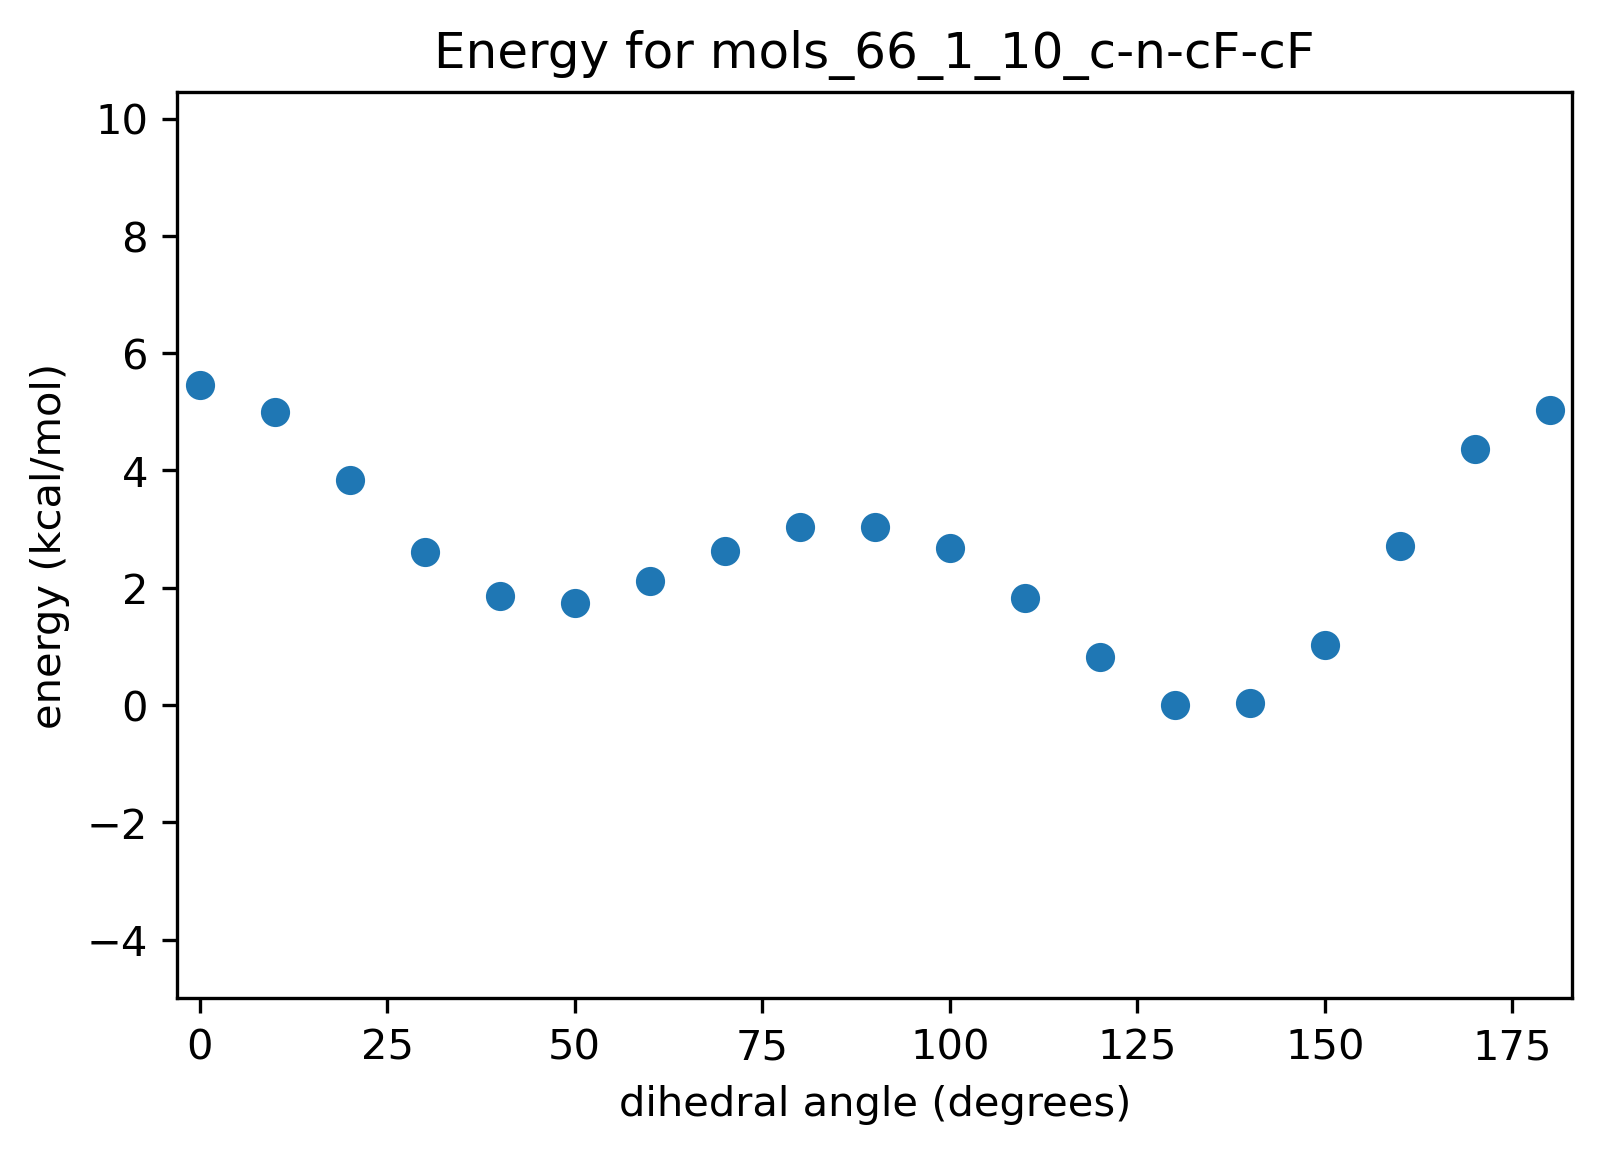 Energy for mols_66_1_10_c-n-cF-cF
10
8
6
4
2
0
−2
−4
energy (kcal/mol)
0 25 50 75 100 125 150 175
dihedral angle (degrees)